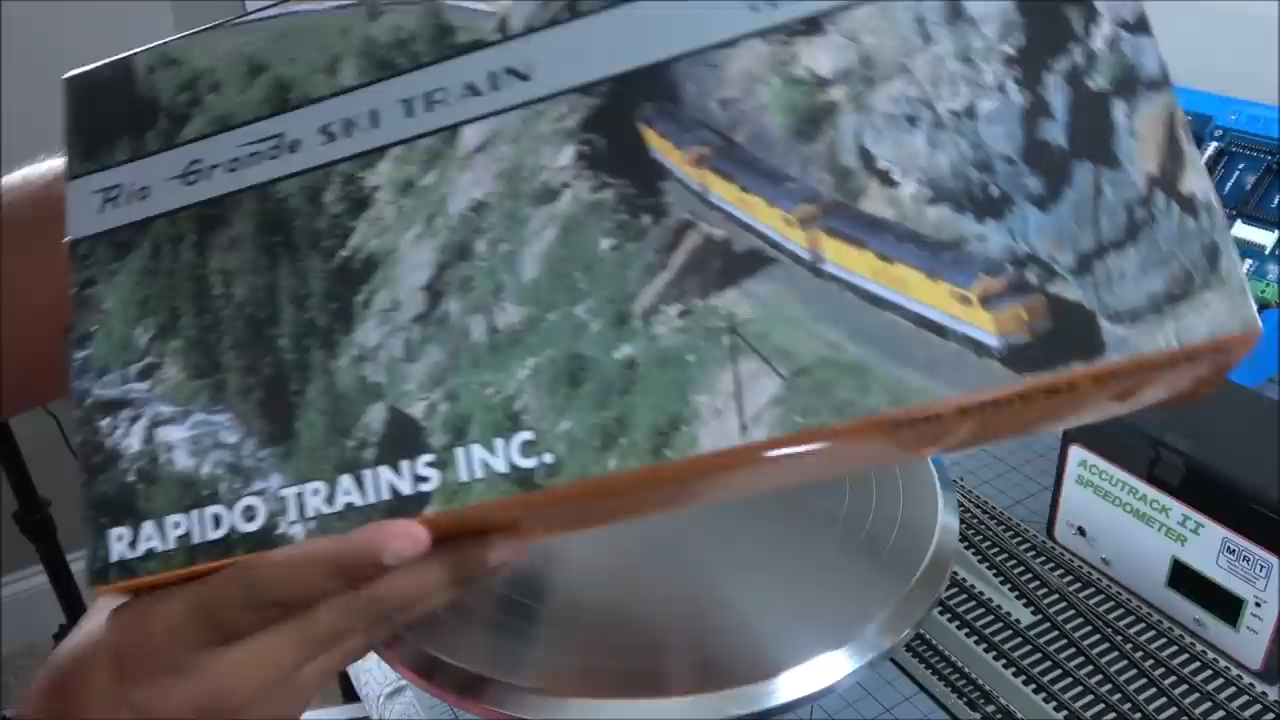 Rio Grande SKI TRAIN
RAPIDO TRAINS INC.
ACCUTRACK II
SPEEDOMETER
MRT